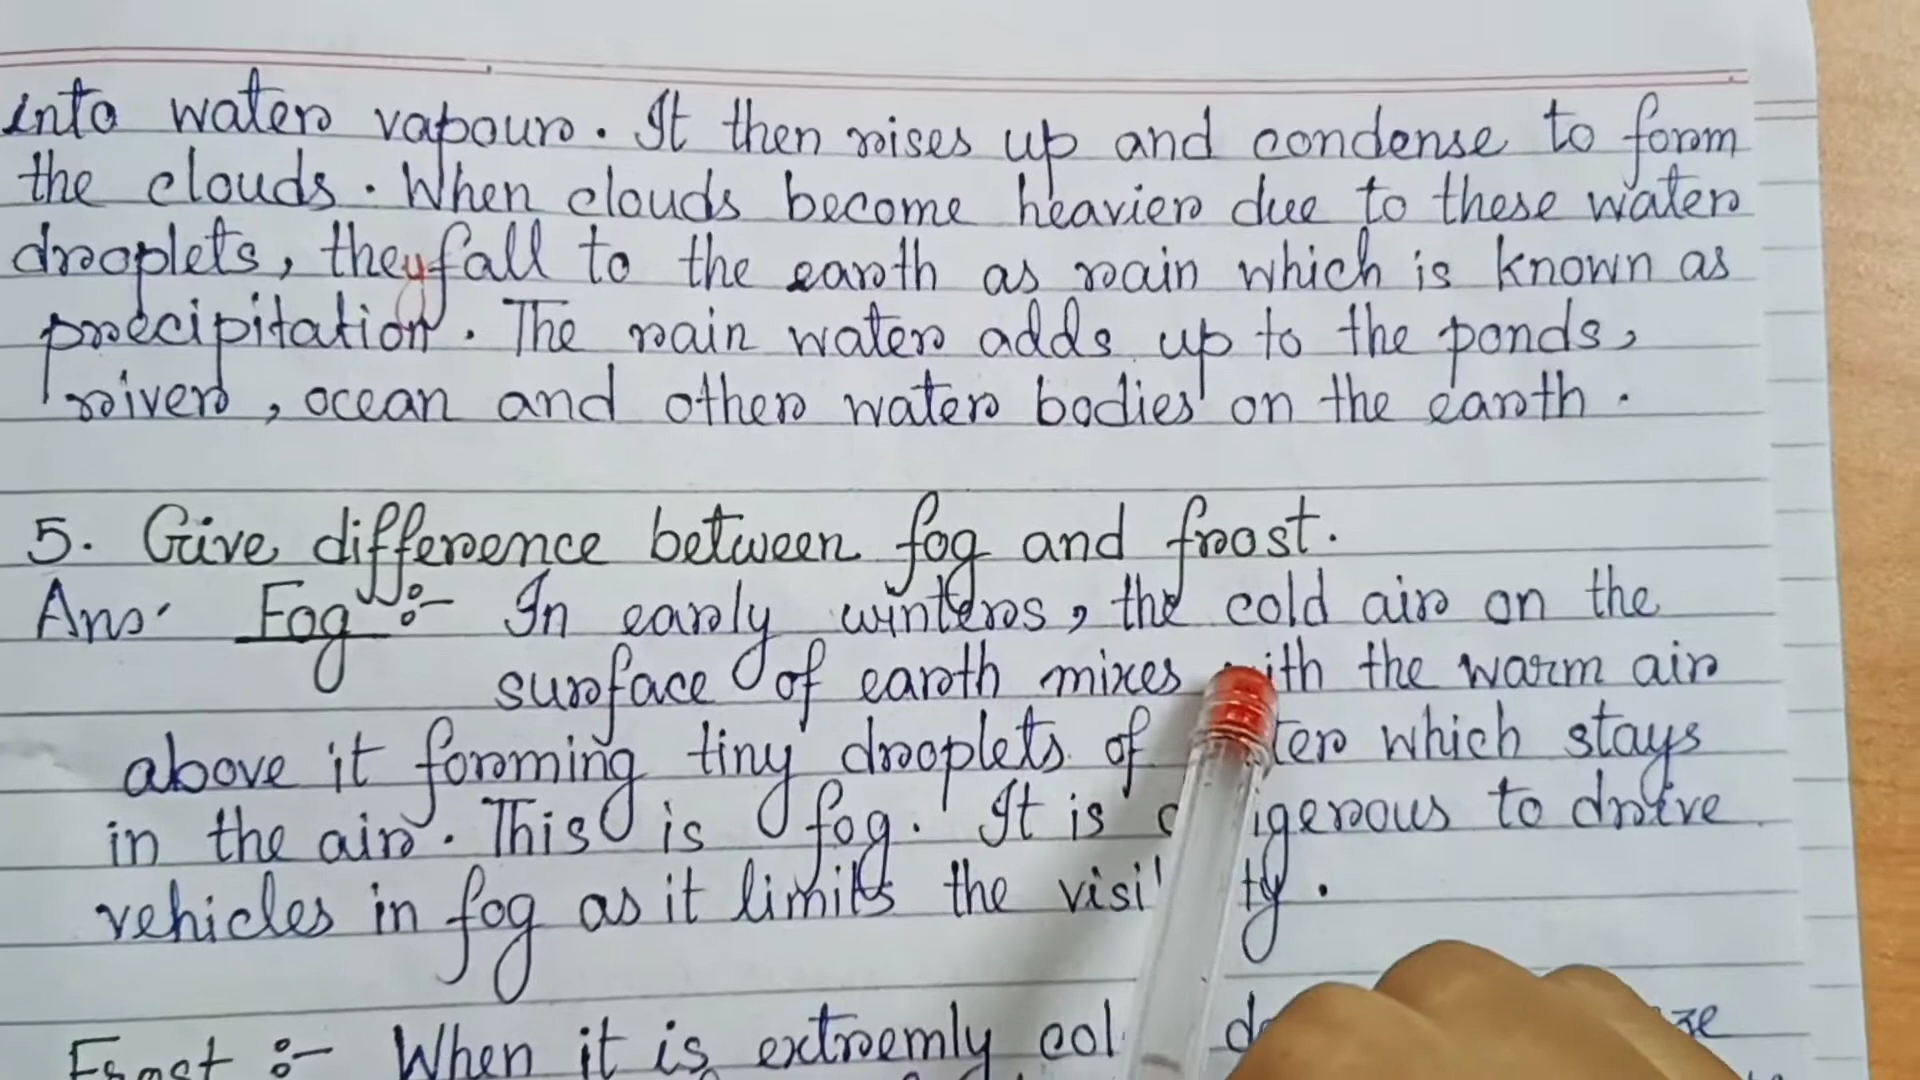 into water vapour. It then rises up and condense to form
the clouds. When clouds become heavier due to these water
droplets, they fall to the earth as rain which is known as
precipitation. The rain water adds up to the ponds,
river, ocean and other water bodies on the earth.
5. Give difference between fog and frost.
Ans. Fog :- In early winters, the cold air on the
surface of earth mixes with the warm air
above it forming tiny droplets of which stays
in the air. This is fog. It is to drive
vehicles in fog as it limits the
Frost :- When it is extremly